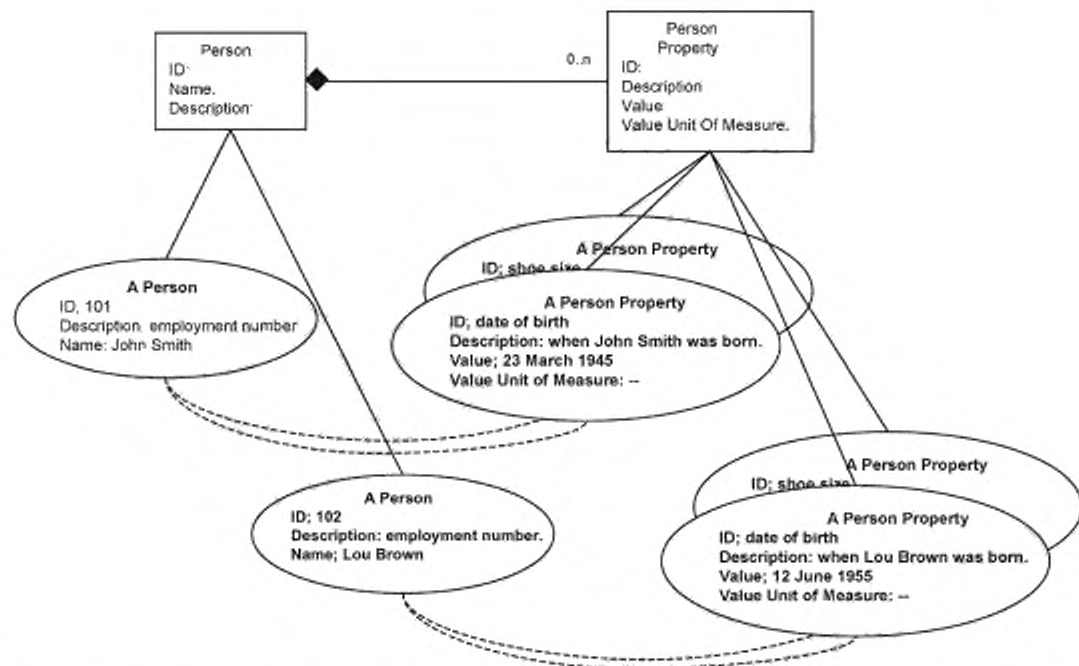 Person
ID:
Name.
Description:
0..n
Person
Property
ID:
Description
Value
Value Unit Of Measure.
A Person
ID, 101
Description. employment number
Name: John Smith
A Person Property
ID; shoe size
A Person Property
ID; date of birth
Description: when John Smith was born.
Value; 23 March 1945
Value Unit of Measure: --
A Person
ID; 102
Description: employment number.
Name; Lou Brown
A Person Property
ID; shoe size
A Person Property
ID; date of birth
Description: when Lou Brown was born.
Value; 12 June 1955
Value Unit of Measure: --